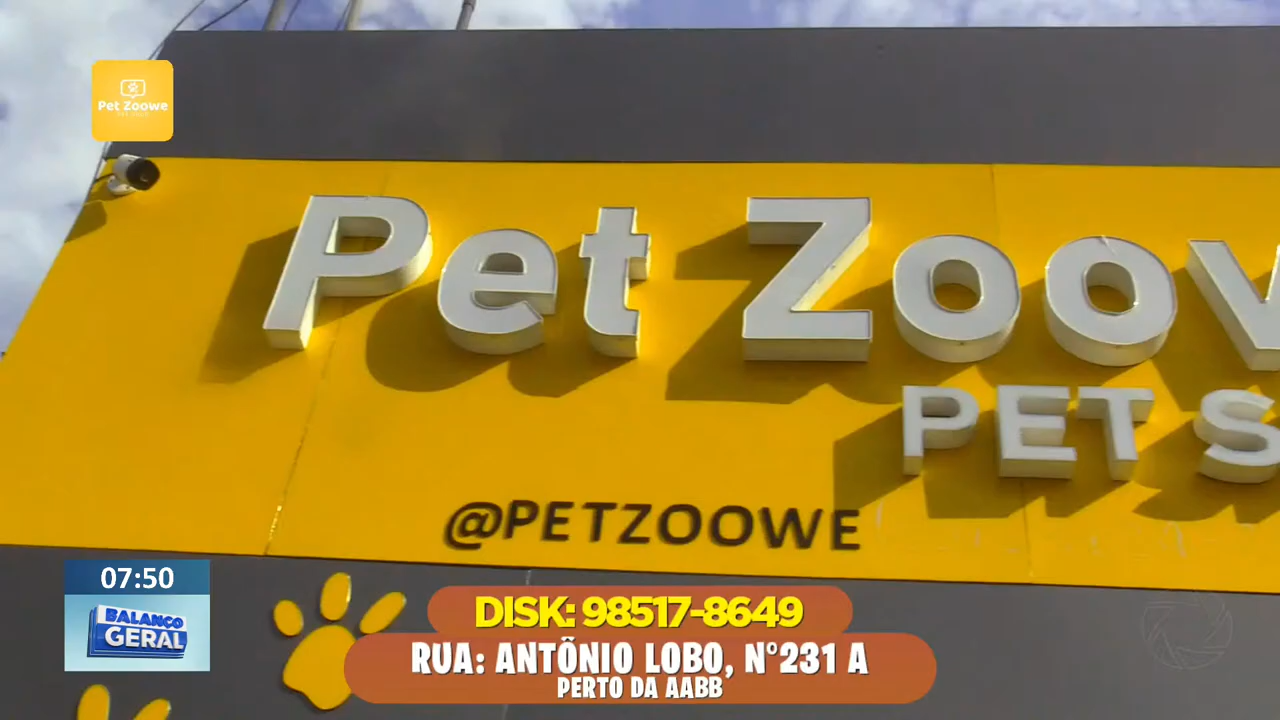 Pet Zoowe
Pet Zoov
PET S
@PETZOOWE
07:50
BALANÇO
GERAL
DISK: 98517-8649
RUA: ANTÔNIO LOBO, N°231 A
PERTO DA AABB